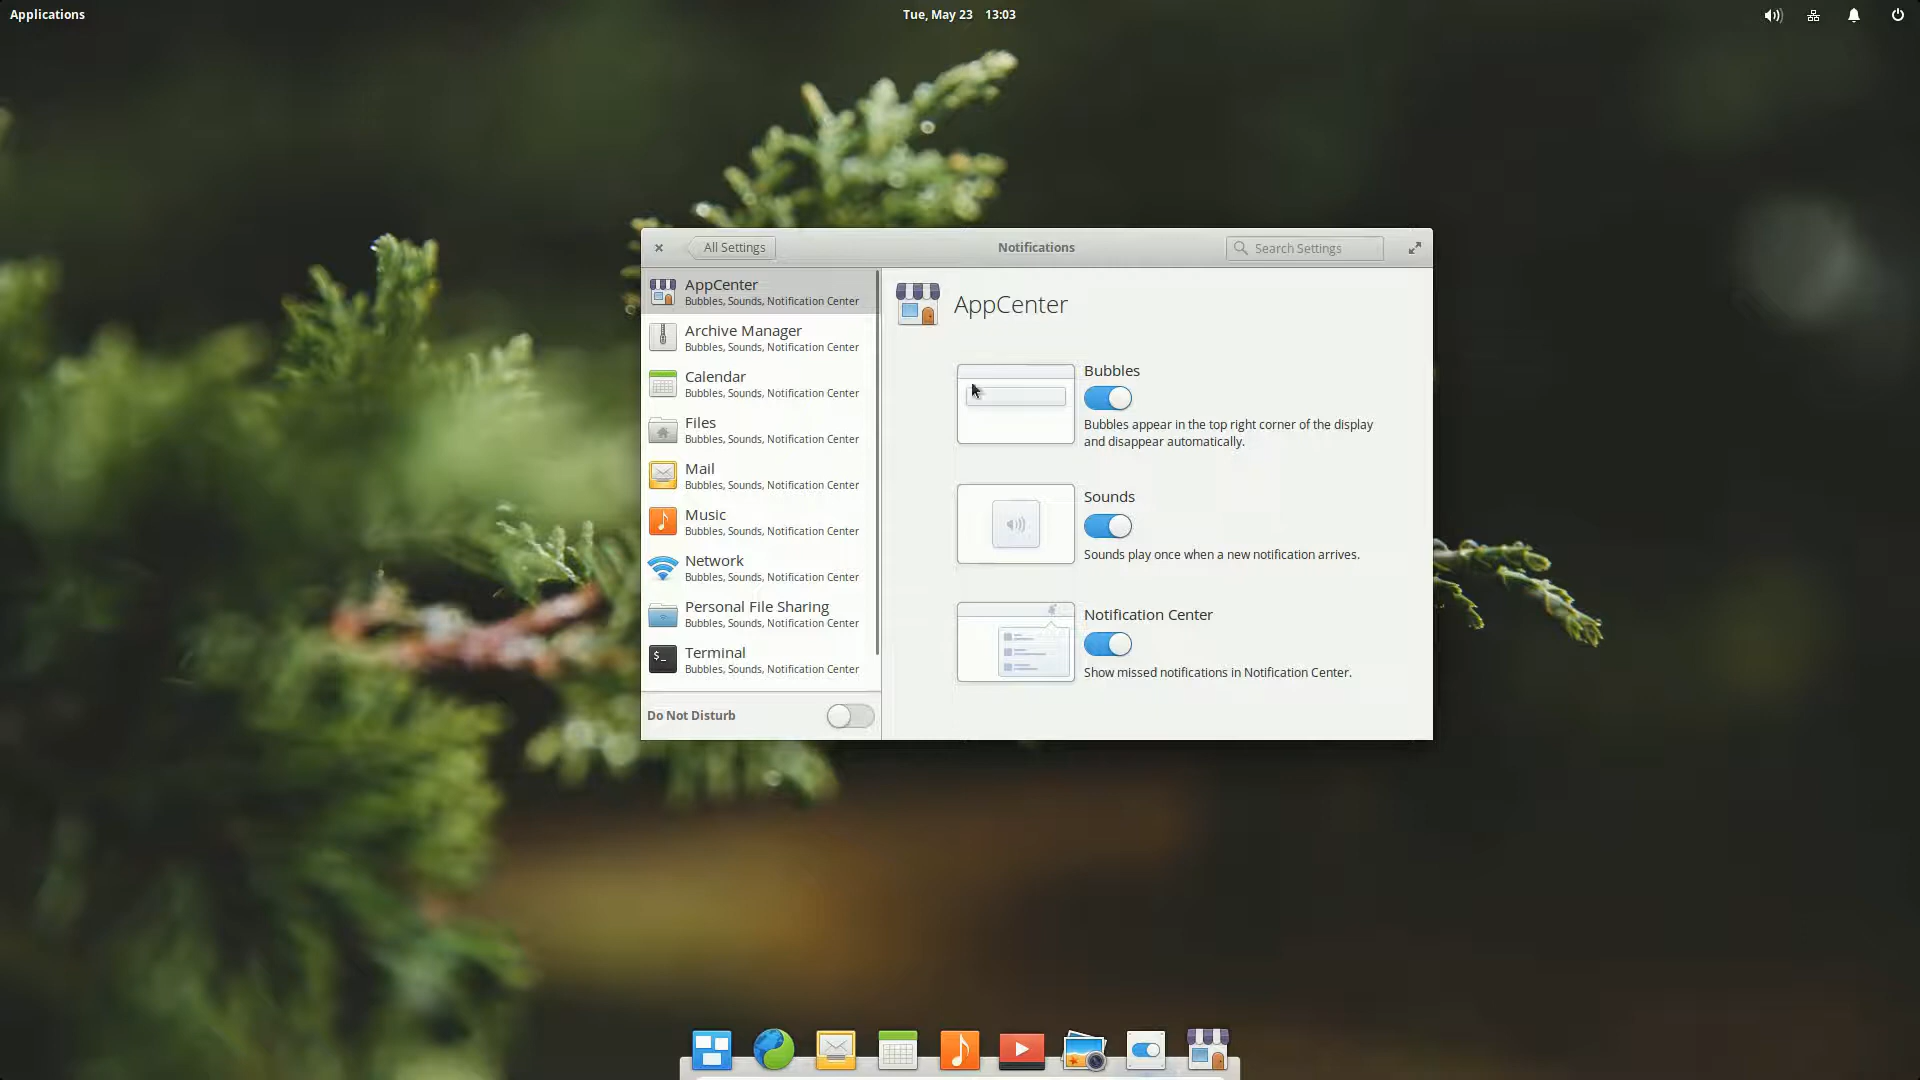 Applications
Tue, May 23 13:03
All Settings
Notifications
Search Settings
AppCenter
Bubbles, Sounds, Notification Center
Archive Manager
Bubbles, Sounds, Notification Center
Calendar
Bubbles, Sounds, Notification Center
Files
Bubbles, Sounds, Notification Center
Mail
Bubbles, Sounds, Notification Center
Music
Bubbles, Sounds, Notification Center
Network
Bubbles, Sounds, Notification Center
Personal File Sharing
Bubbles, Sounds, Notification Center
Terminal
Bubbles, Sounds, Notification Center
Do Not Disturb
AppCenter
Bubbles
Bubbles appear in the top right corner of the display
and disappear automatically.
Sounds
Sounds play once when a new notification arrives.
Notification Center
Show missed notifications in Notification Center.